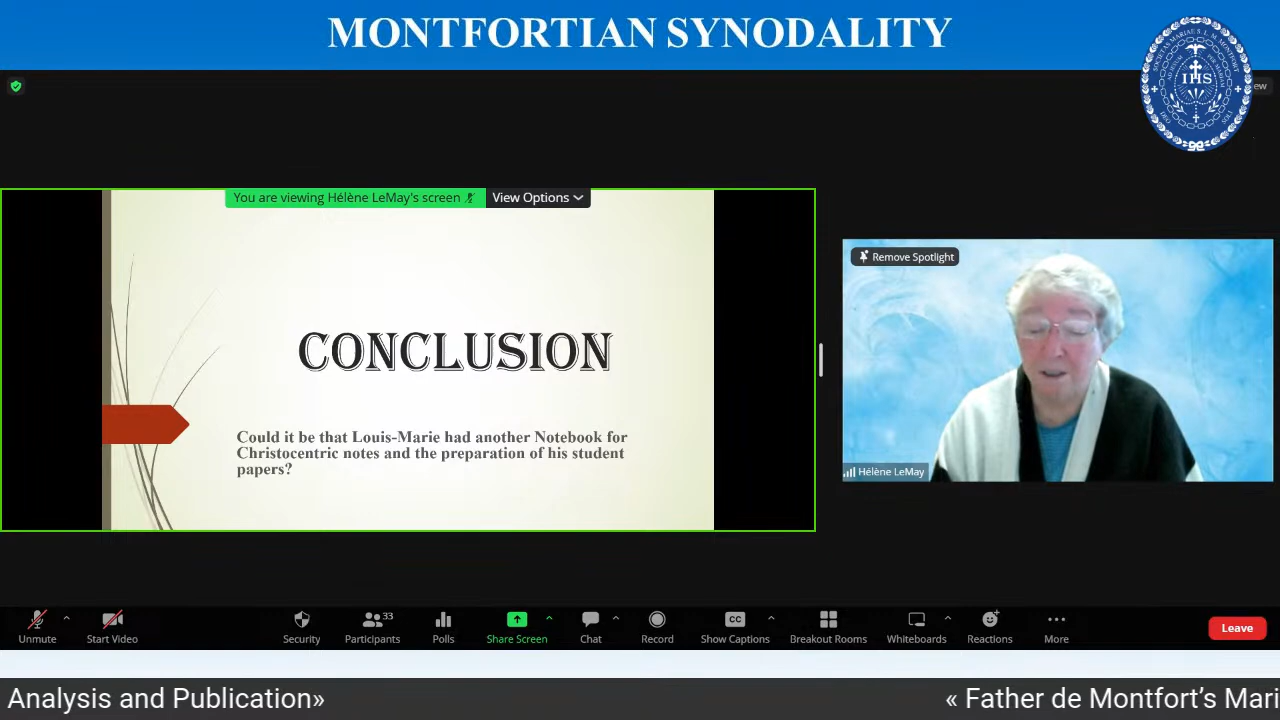 MONTFORTIAN SYNODALITY
IHS
ew
You are viewing Hélène LeMay's screen
View Options
CONCLUSION
Could it be that Louis-Marie had another Notebook for
Christocentric notes and the preparation of his student
papers?
Remove Spotlight
Hélène LeMay
Unmute
Start Video
Security
33
Participants
Polls
Share Screen
Chat
Record
CC
Show Captions
Breakout Rooms
Whiteboards
Reactions
More
Leave
Analysis and Publication»
« Father de Montfort's Mari